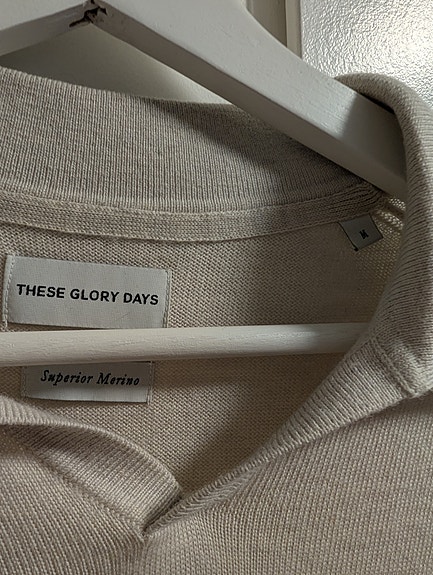 M
THESE GLORY DAYS
Superior Merino